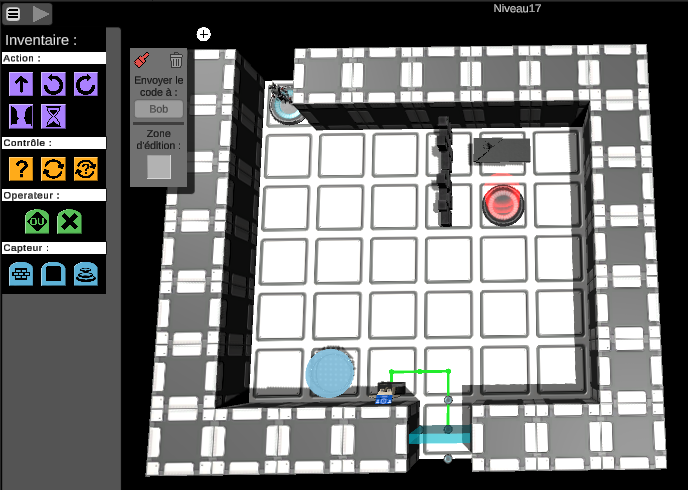 Niveau17
Inventaire :
Action :
Contrôle :
?
Operateur :
OU
Capteur :
Envoyer le
code à :
Bob
Zone
d'édition :